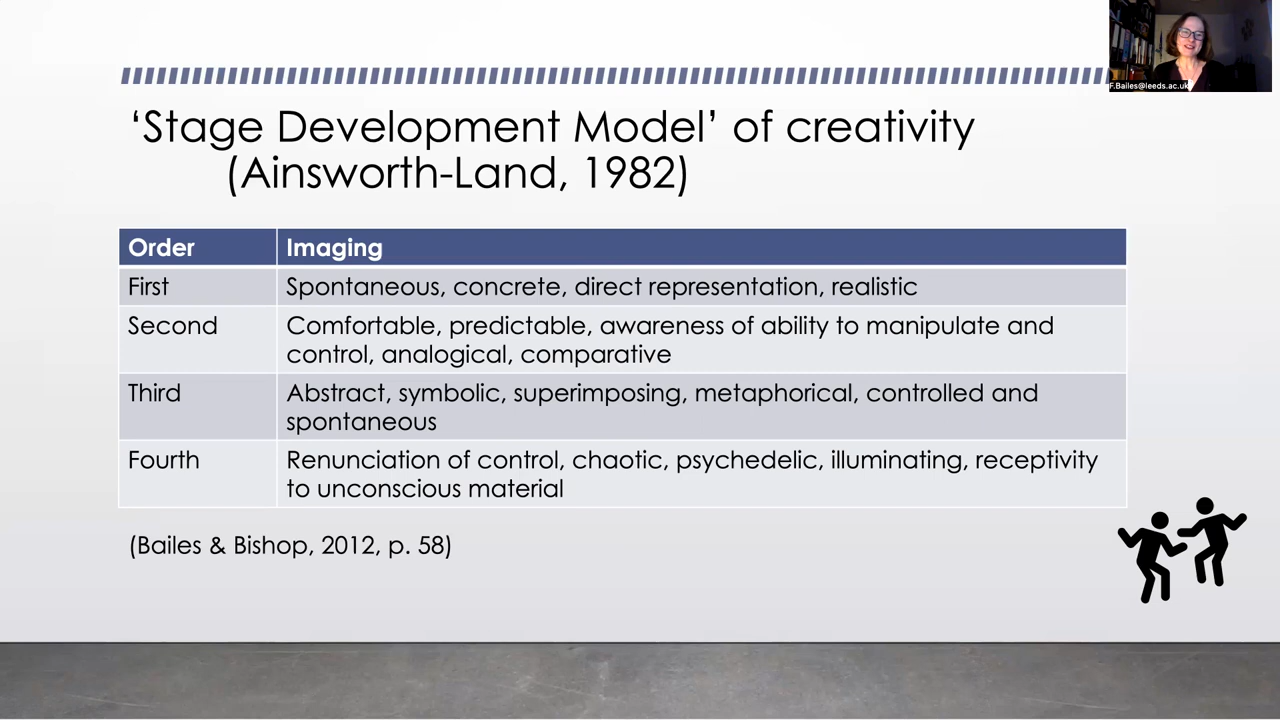 F.Bailes@leeds.ac.uk
‘Stage Development Model’ of creativity
(Ainsworth-Land, 1982)
Order Imaging
First Spontaneous, concrete, direct representation, realistic
Second Comfortable, predictable, awareness of ability to manipulate and
control, analogical, comparative
Third Abstract, symbolic, superimposing, metaphorical, controlled and
spontaneous
Fourth Renunciation of control, chaotic, psychedelic, illuminating, receptivity
to unconscious material
(Bailes & Bishop, 2012, p. 58)